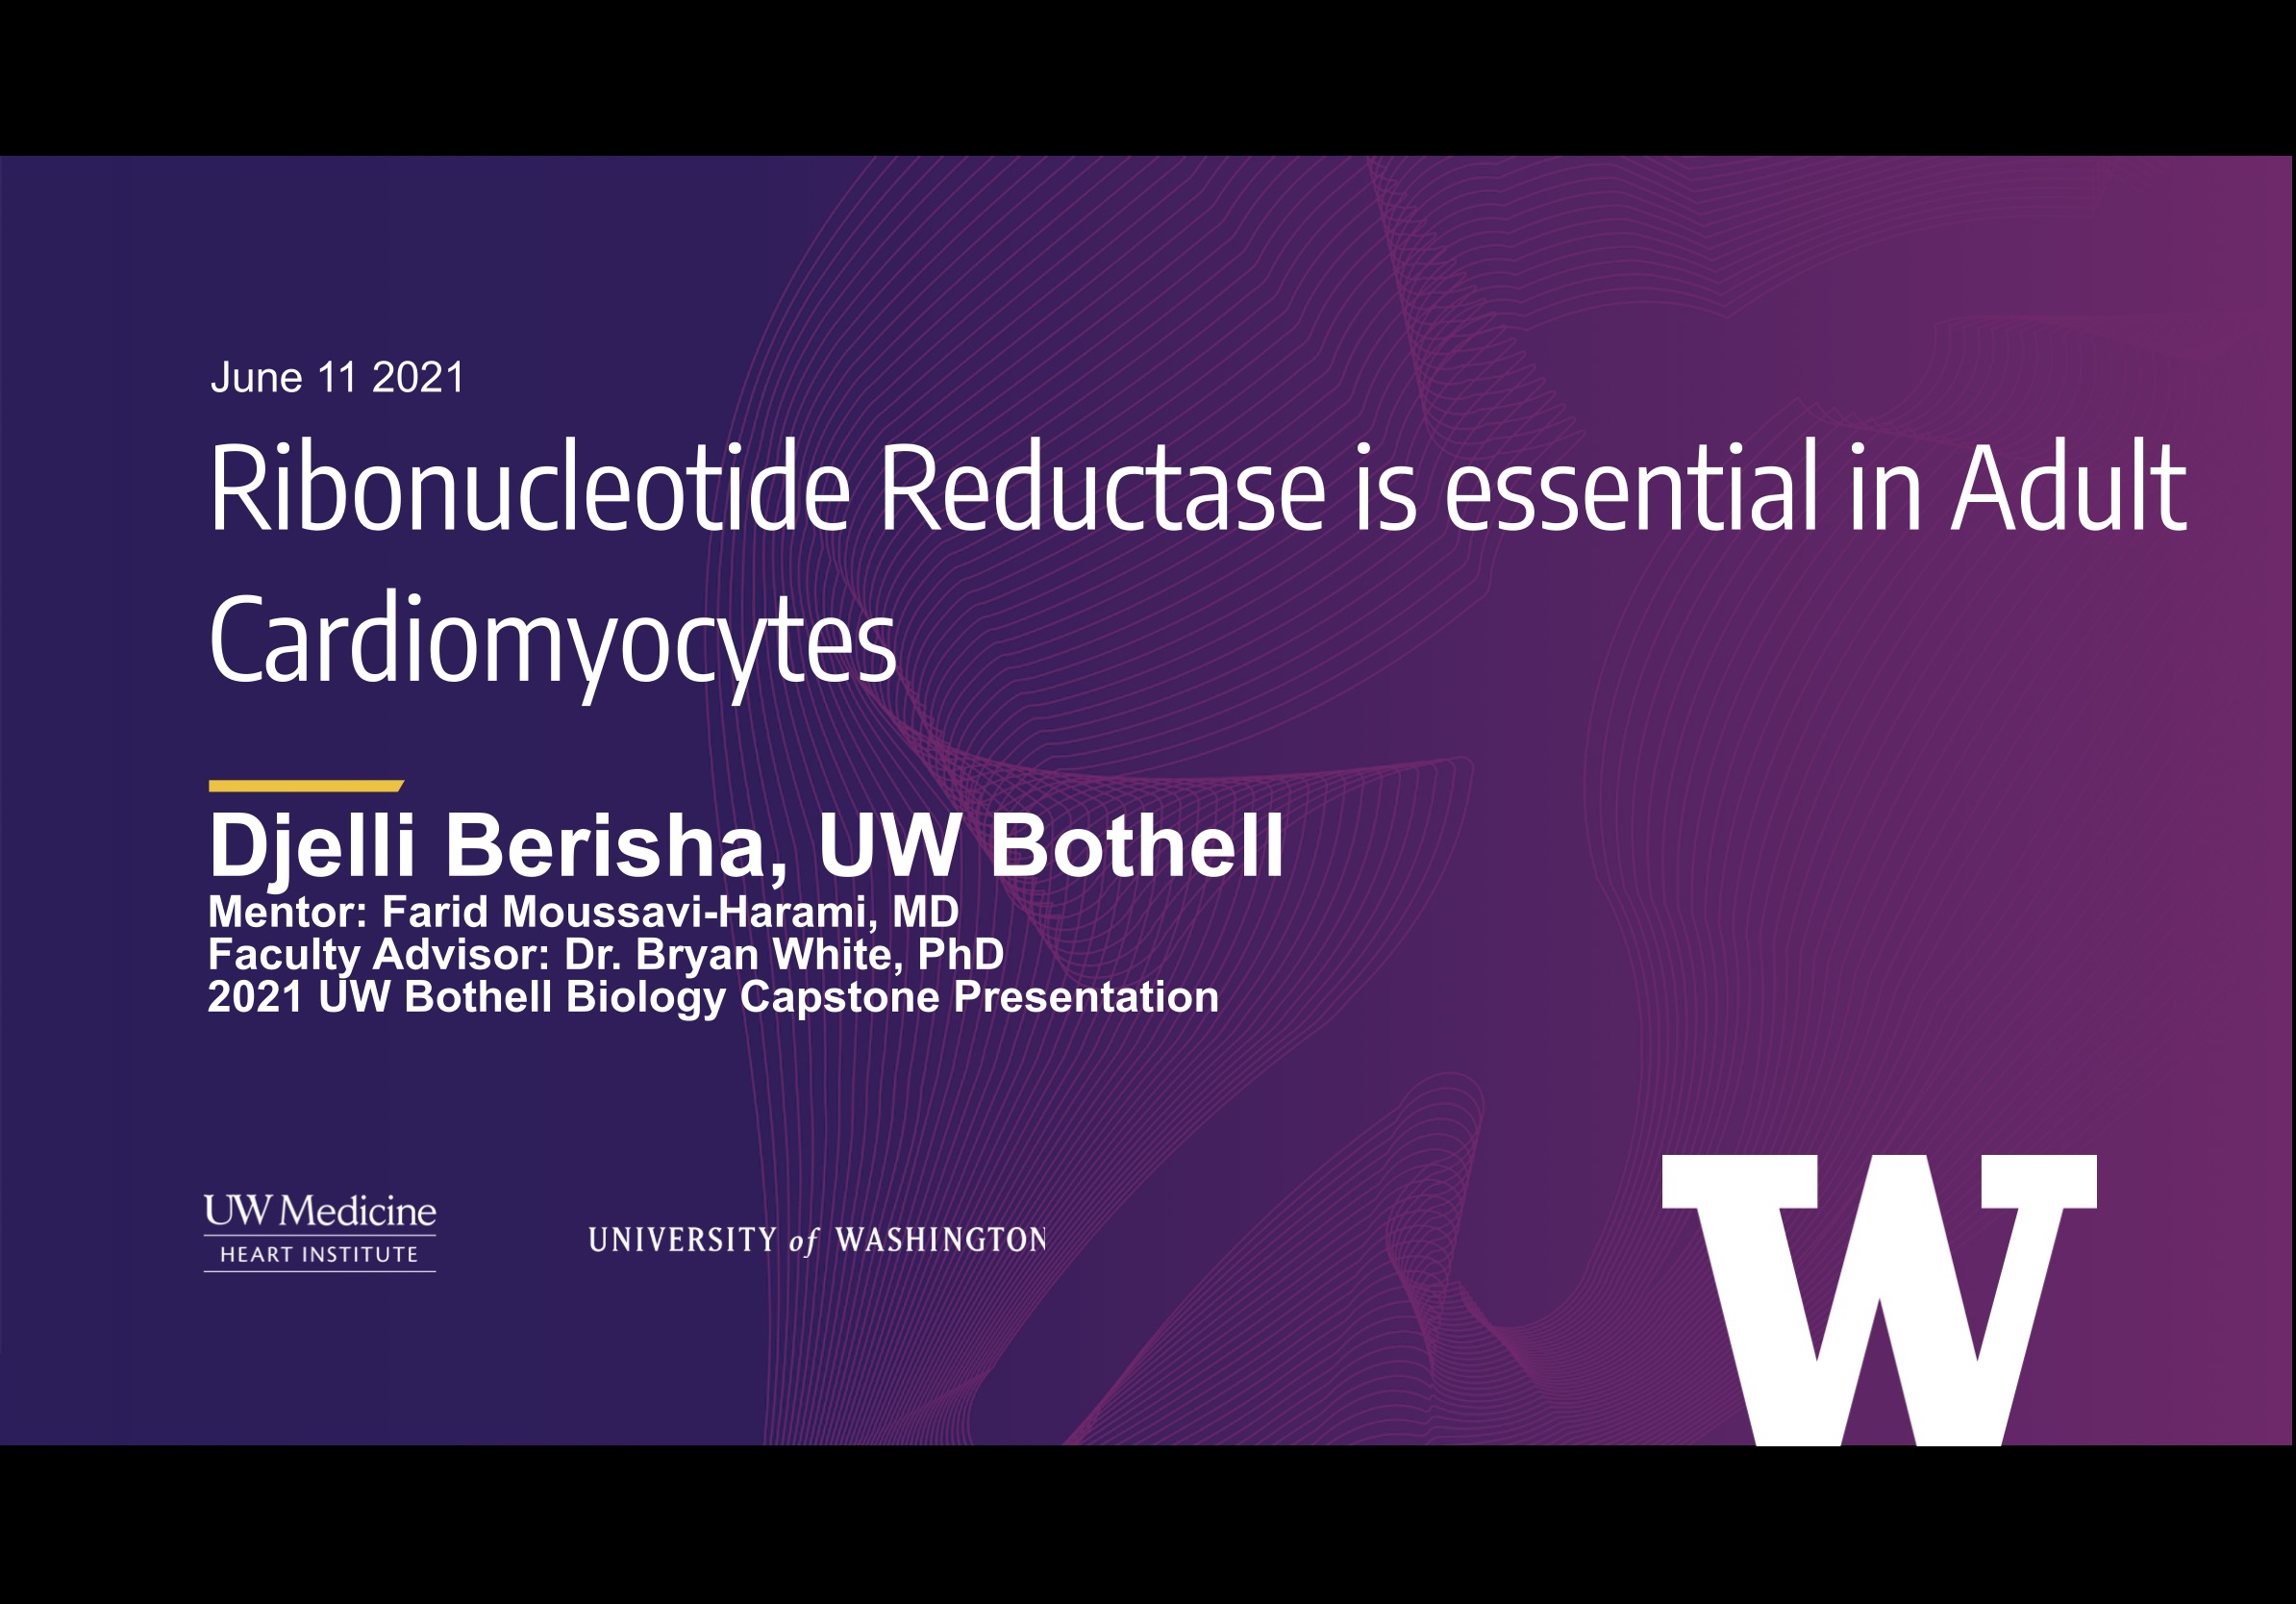 June 11 2021
Ribonucleotide Reductase is essential in Adult
Cardiomyocytes
Djelli Berisha, UW Bothell
Mentor: Farid Moussavi-Harami, MD
Faculty Advisor: Dr. Bryan White, PhD
2021 UW Bothell Biology Capstone Presentation
UW Medicine
HEART INSTITUTE
UNIVERSITY of WASHINGTON
W